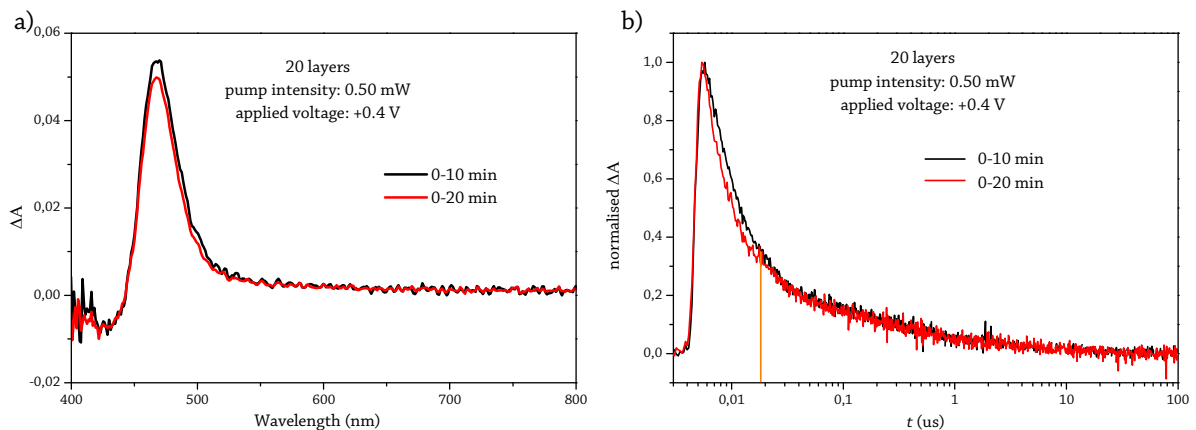 a)
0,06
0,04
0,02
0,00
-0,02
ΔA
20 layers
pump intensity: 0.50 mW
applied voltage: +0.4 V
0-10 min
0-20 min
400 500 600 700 800
Wavelength (nm)
b)
1,0
0,8
0,6
0,4
0,2
0,0
normalised ΔA
20 layers
pump intensity: 0.50 mW
applied voltage: +0.4 V
0-10 min
0-20 min
0,01 0,1 1 10 100
t (us)